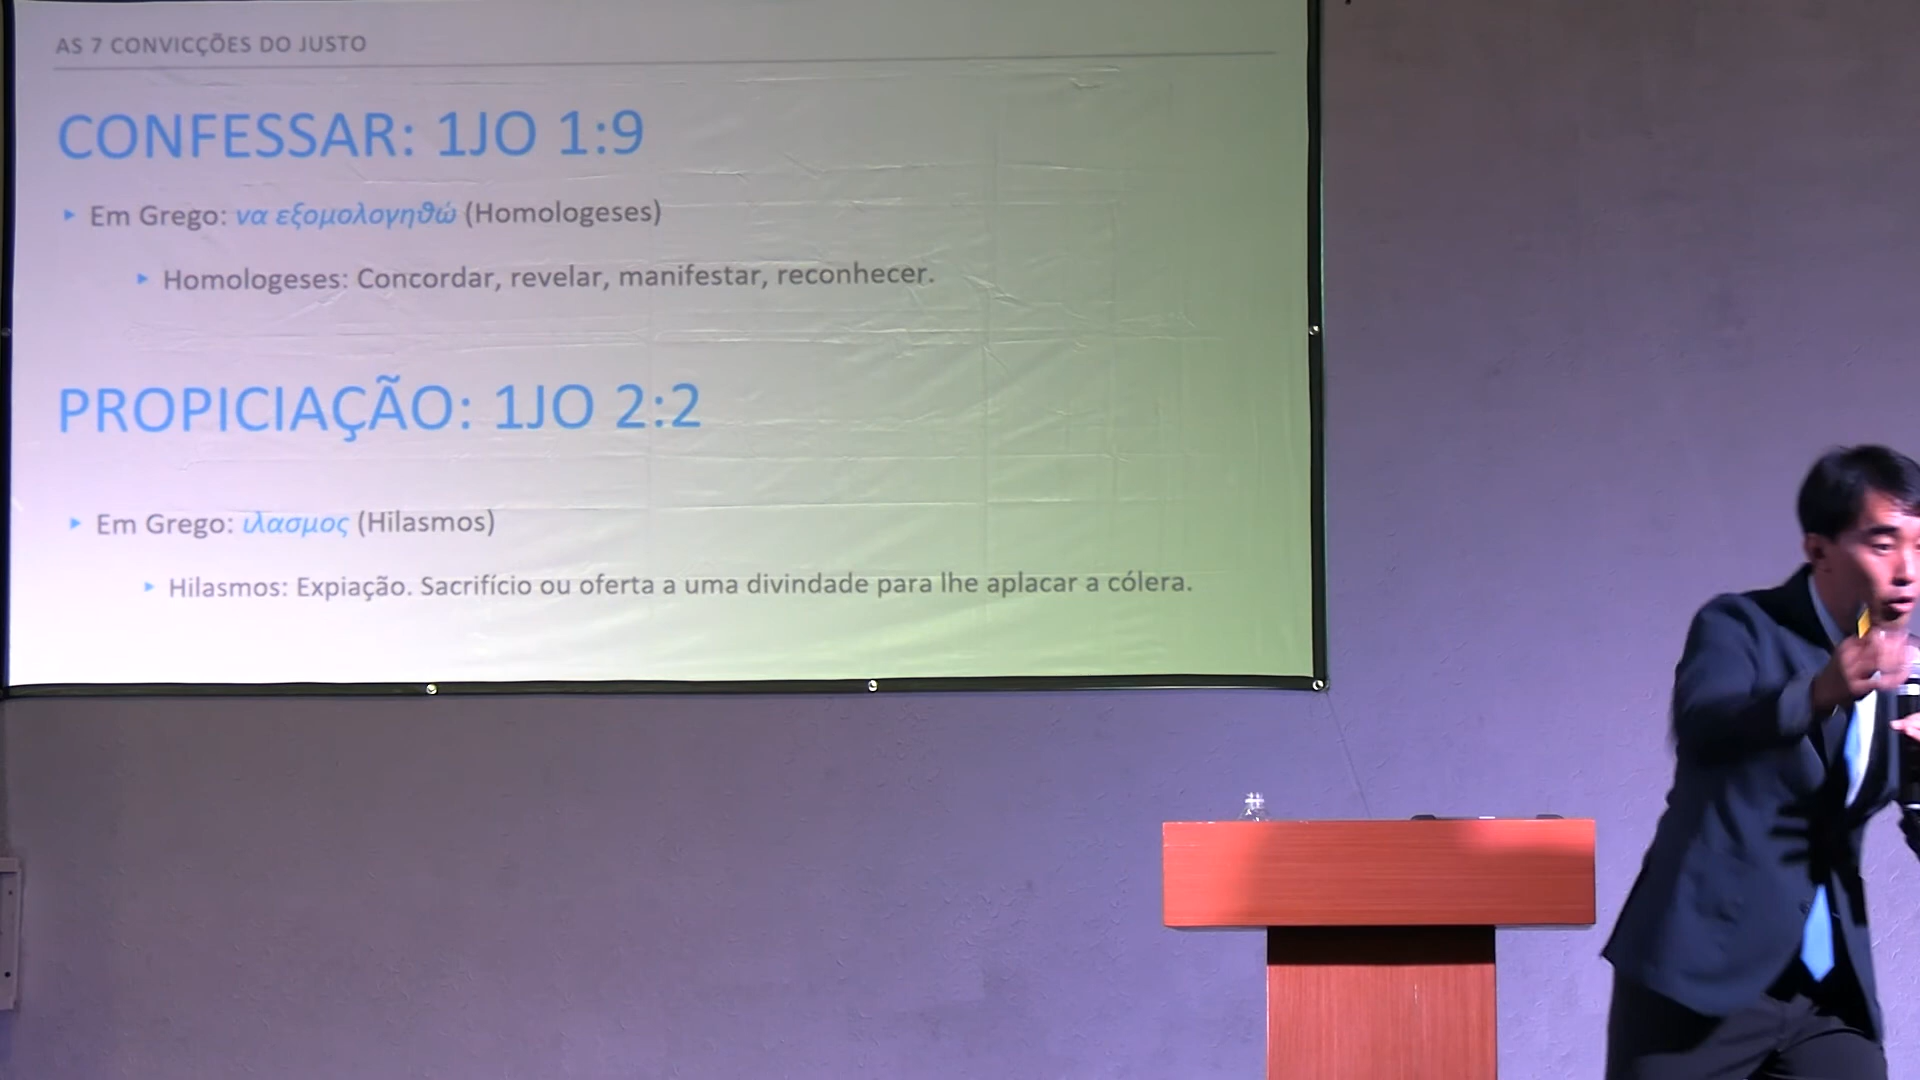 AS 7 CONVICÇÕES DO JUSTO
CONFESSAR: 1JO 1:9
▸ Em Grego: να εξομολογηθώ (Homologeses)
▸ Homologeses: Concordar, revelar, manifestar, reconhecer.
PROPICIAÇÃO: 1JO 2:2
▸ Em Grego: ιλασμος (Hilasmos)
▸ Hilasmos: Expiação. Sacrifício ou oferta a uma divindade para lhe aplacar a cólera.